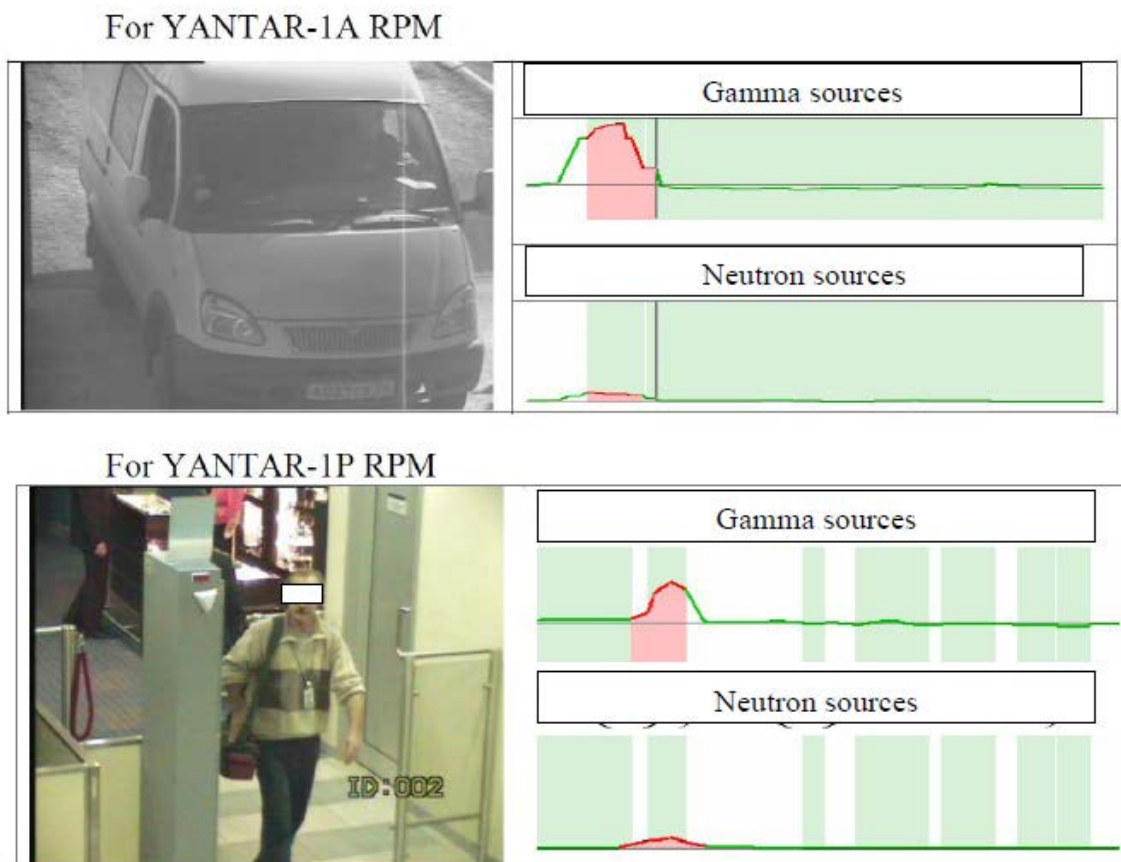 For YANTAR-1A RPM
Gamma sources
Neutron sources
For YANTAR-1P RPM
Gamma sources
Neutron sources
ID:002